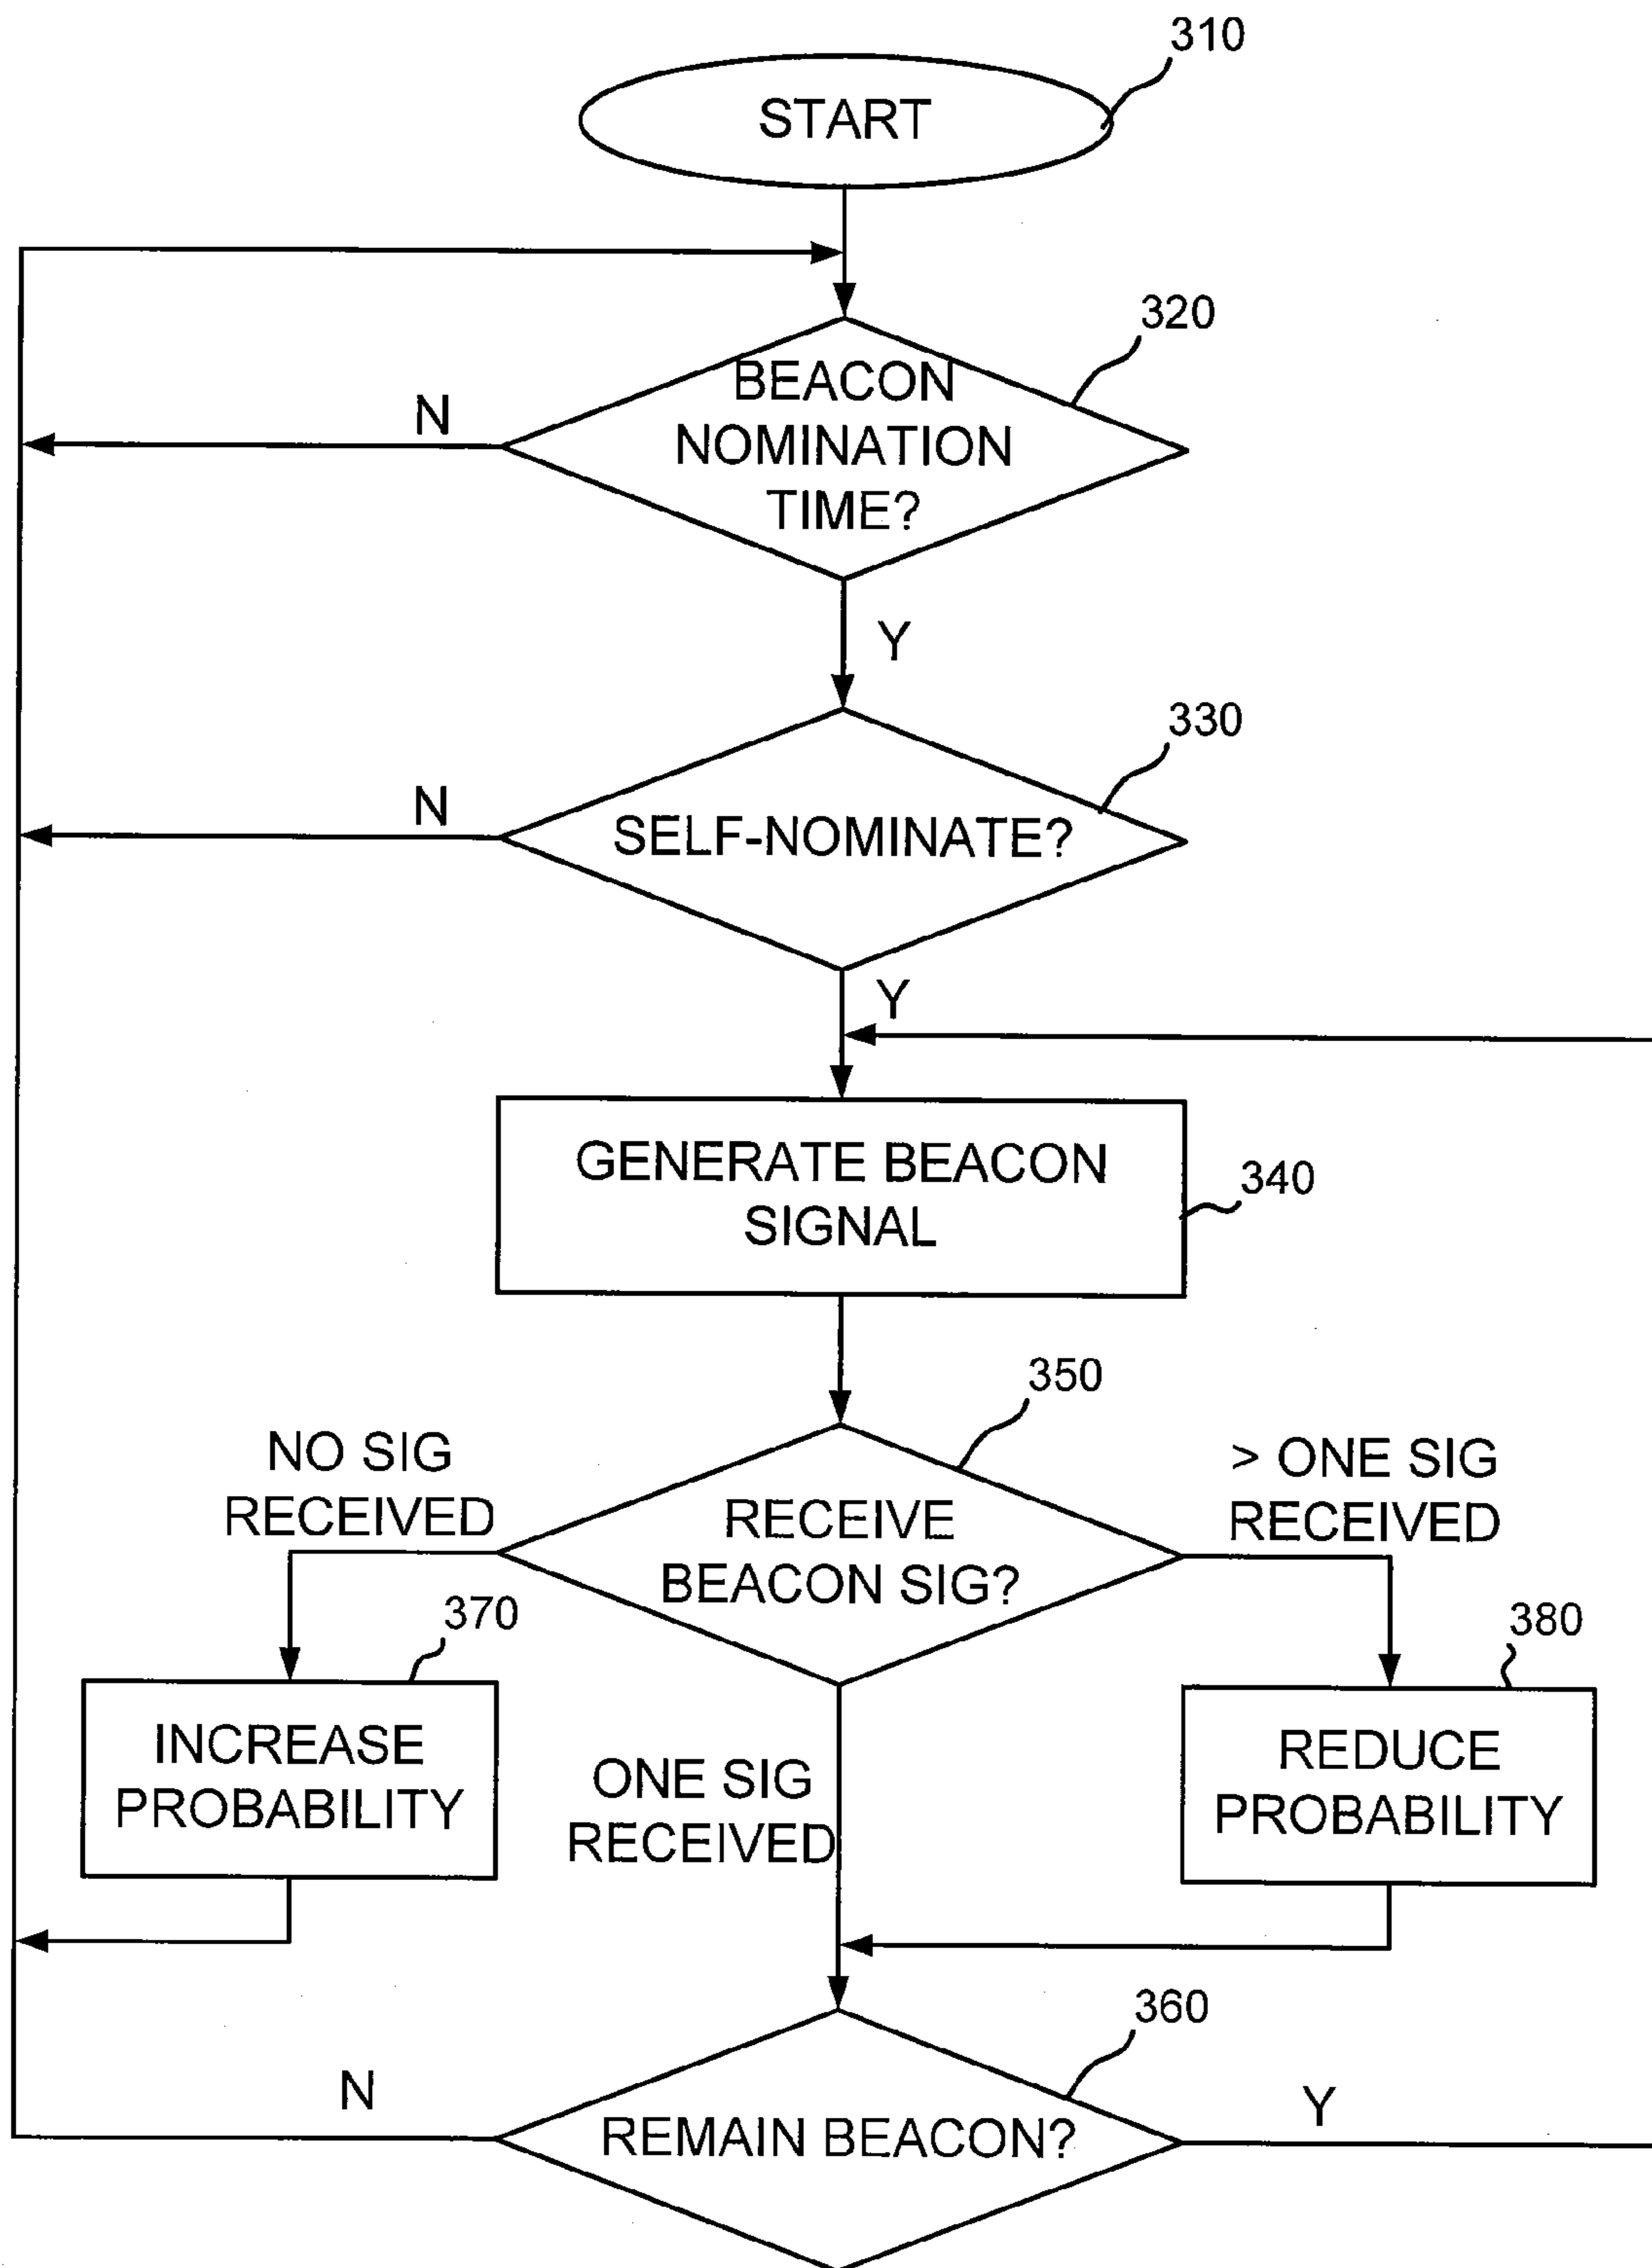 310
START
320
BEACON
NOMINATION
TIME?
N
Y
330
SELF-NOMINATE?
N
Y
GENERATE BEACON
SIGNAL
340
350
NO SIG
RECEIVED
> ONE SIG
RECEIVED
RECEIVE
BEACON SIG?
370
380
INCREASE
PROBABILITY
ONE SIG
RECEIVED
REDUCE
PROBABILITY
360
N
REMAIN BEACON?
Y